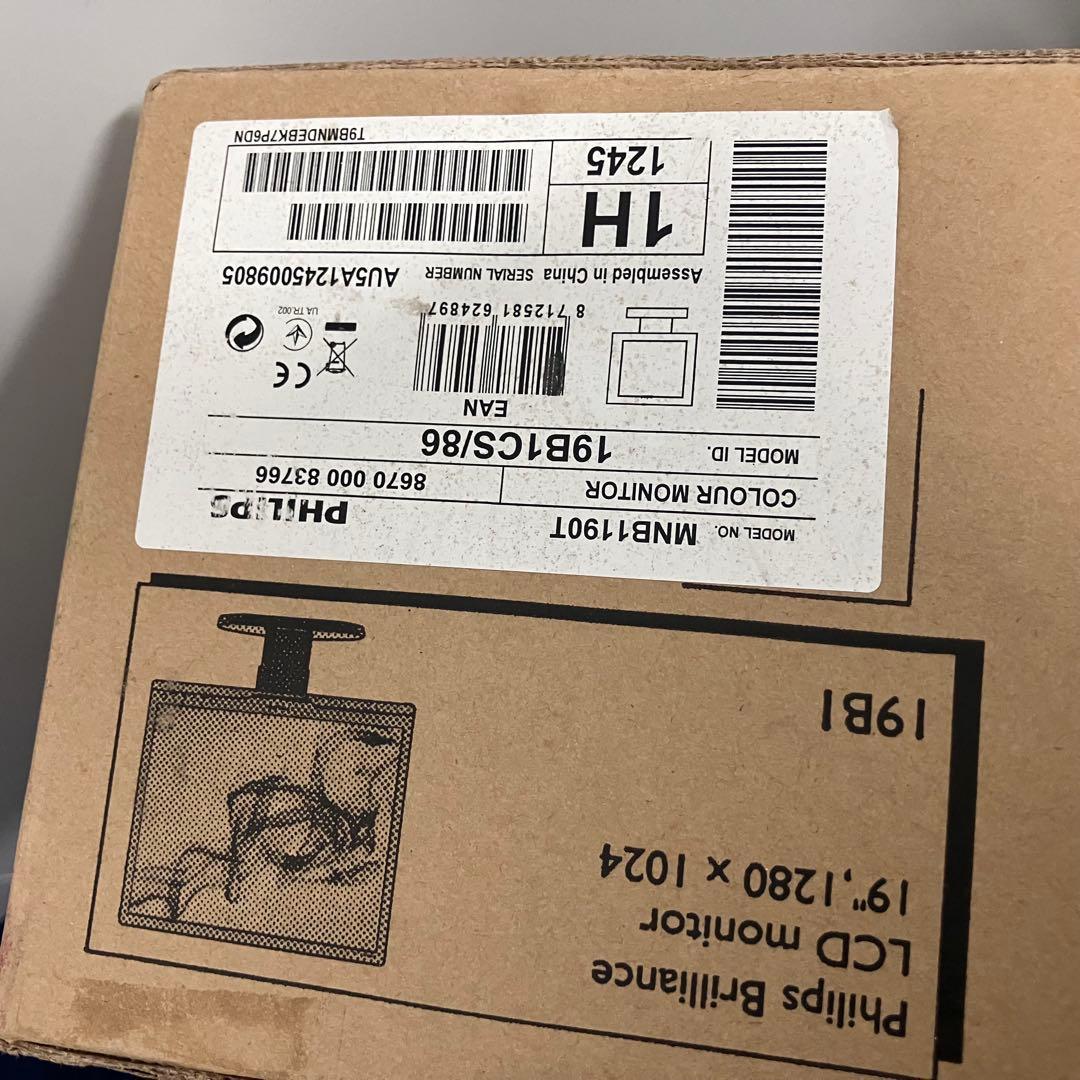 Philips Brilliance
LCD monitor
19", 1280 x 1024
19B1
MODEL NO. MNB1190T
PHILIPS
COLOUR MONITOR 8670 000 83766
MODEL ID. 19B1CS/86
EAN
8 712581 624897
CE
UA TR.002
Assembled in China SERIAL NUMBER AU5A1245009805
1H
1245
T9BMNDEBK7P6DN